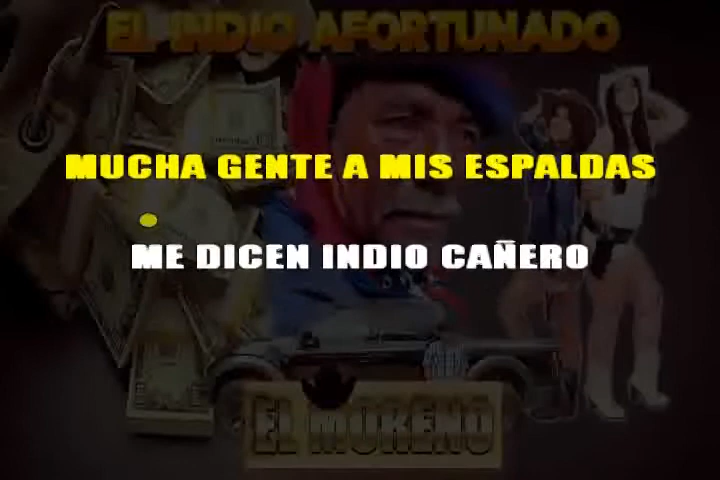 EL INDIO AFORTUNADO
MUCHA GENTE A MIS ESPALDAS
ME DICEN INDIO CAÑERO
EL MORENO